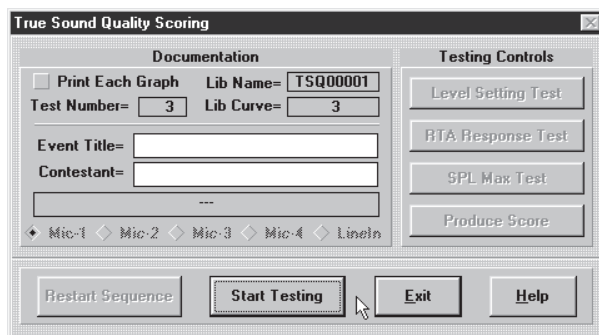 True Sound Quality Scoring
Documentation
Print Each Graph Lib Name= TSQ00001
Test Number= 3 Lib Curve= 3
Event Title=
Contestant=
---
Mic-1 Mic-2 Mic-3 Mic-4 LineIn
Testing Controls
Level Setting Test
RTA Response Test
SPL Max Test
Produce Score
Restart Sequence Start Testing Exit Help